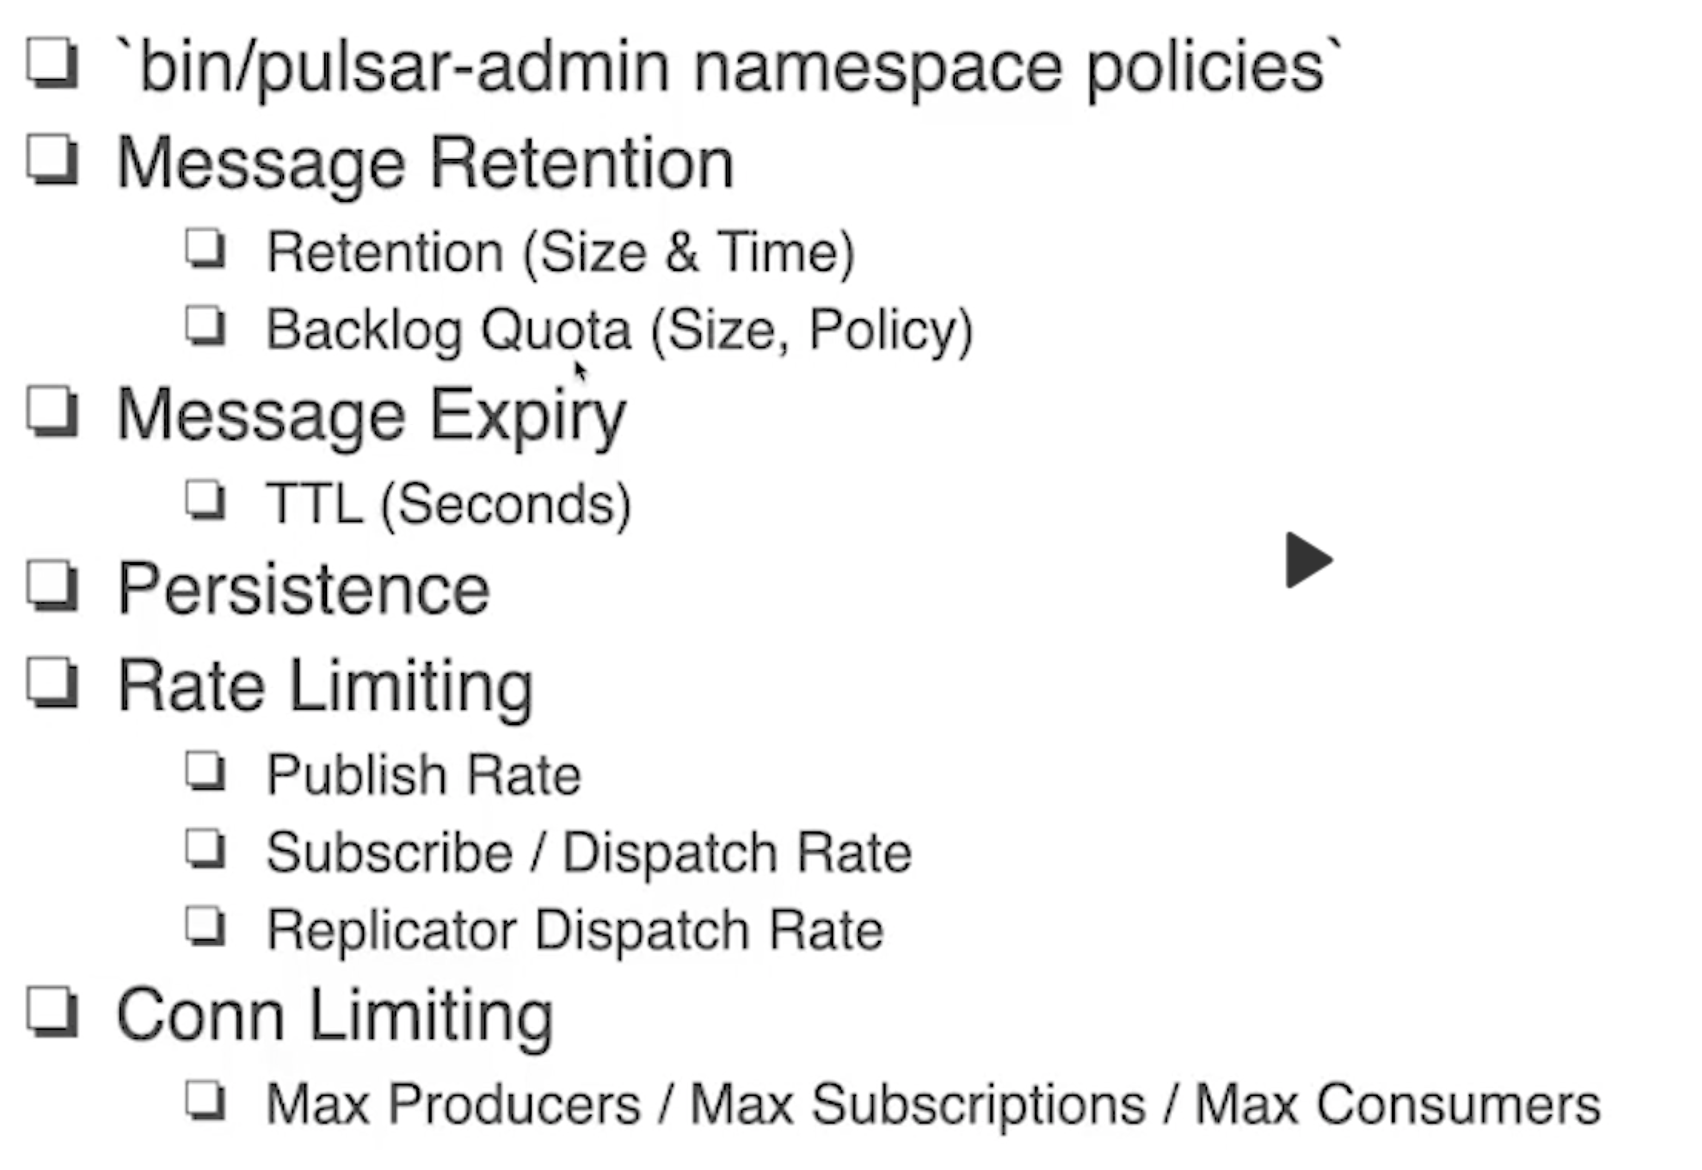 `bin/pulsar-admin namespace policies`
Message Retention
Retention (Size & Time)
Backlog Quota (Size, Policy)
Message Expiry
TTL (Seconds)
Persistence
Rate Limiting
Publish Rate
Subscribe / Dispatch Rate
Replicator Dispatch Rate
Conn Limiting
Max Producers / Max Subscriptions / Max Consumers